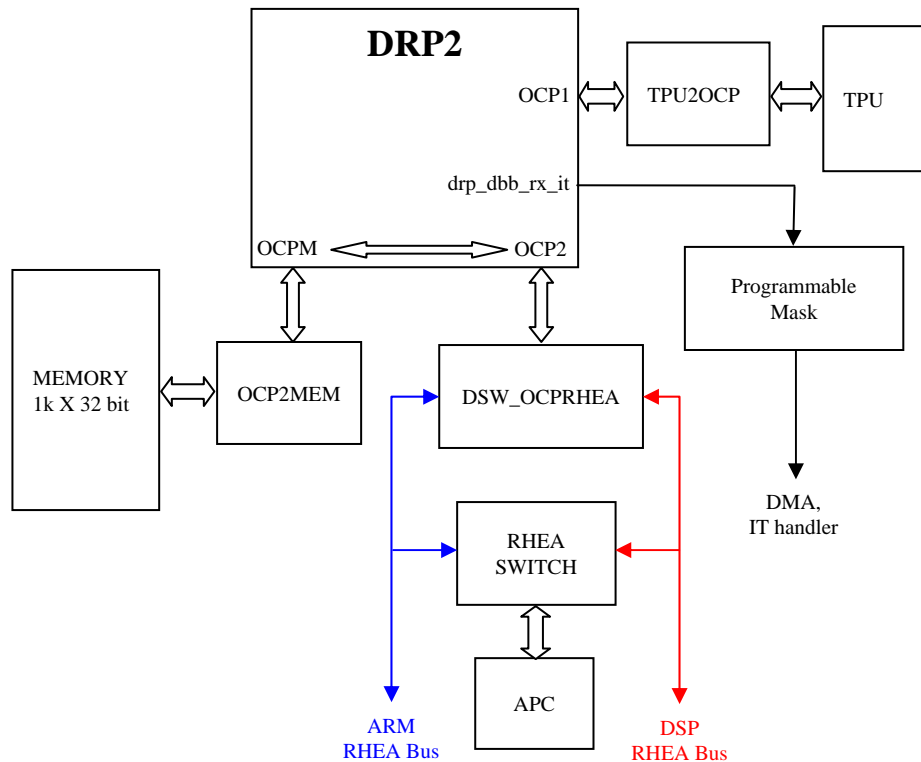 DRP2
OCP1
TPU2OCP
TPU
drp_dbb_rx_it
OCPM
OCP2
Programmable
Mask
MEMORY
1k X 32 bit
OCP2MEM
DSW_OCPRHEA
DMA,
IT handler
RHEA
SWITCH
APC
ARM
RHEA Bus
DSP
RHEA Bus